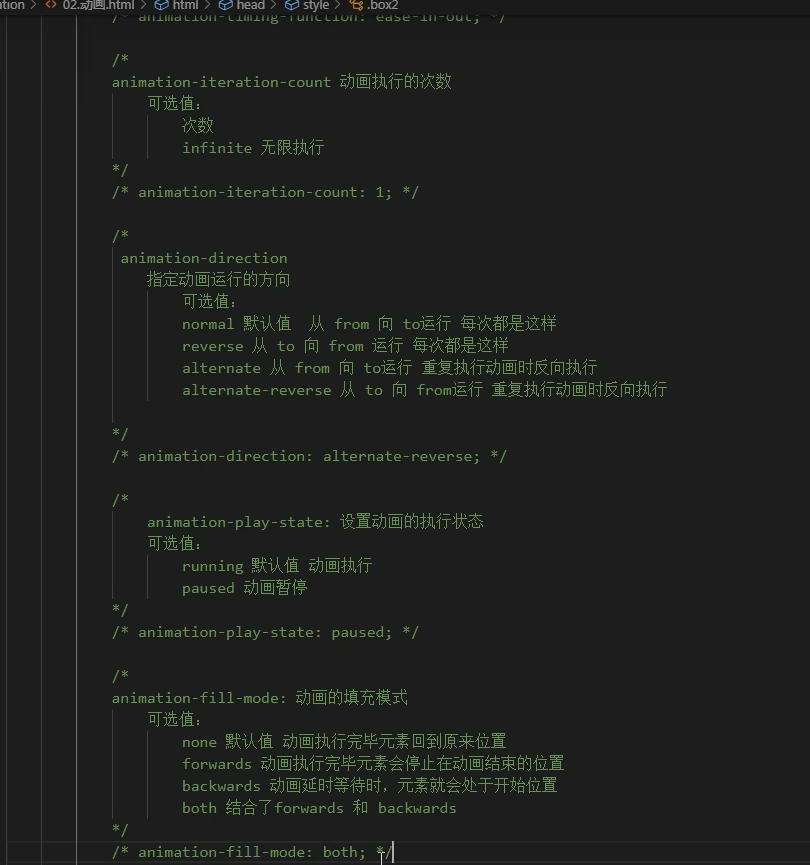 tion > <> 02.动画.html > html > head > style > .box2
/* animation-timing-function: ease-in-out; */
/*
animation-iteration-count 动画执行的次数
可选值:
次数
infinite 无限执行
*/
/* animation-iteration-count: 1; */
/*
animation-direction
指定动画运行的方向
可选值:
normal 默认值 从 from 向 to运行 每次都是这样
reverse 从 to 向 from 运行 每次都是这样
alternate 从 from 向 to运行 重复执行动画时反向执行
alternate-reverse 从 to 向 from运行 重复执行动画时反向执行
*/
/* animation-direction: alternate-reverse; */
/*
animation-play-state: 设置动画的执行状态
可选值:
running 默认值 动画执行
paused 动画暂停
*/
/* animation-play-state: paused; */
/*
animation-fill-mode: 动画的填充模式
可选值:
none 默认值 动画执行完毕元素回到原来位置
forwards 动画执行完毕元素会停止在动画结束的位置
backwards 动画延时等待时，元素就会处于开始位置
both 结合了forwards 和 backwards
*/
/* animation-fill-mode: both; */